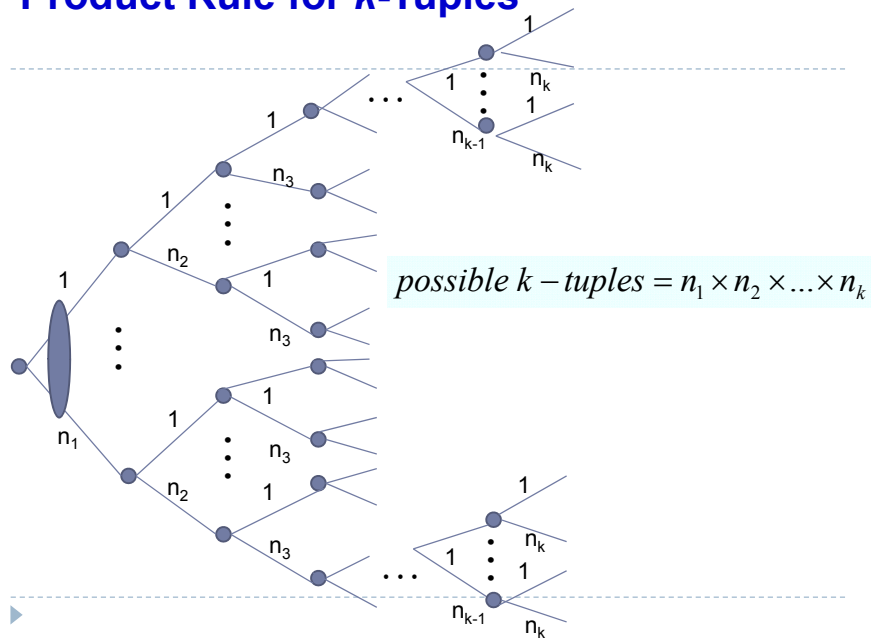 Product Rule for k-Tuples
1
1
n_k
1
n_{k-1}
n_k
1
...
n_3
1
n_2
1
1
n_3
possible k – tuples = n_1 × n_2 × ... × n_k
1
1
n_1
n_3
n_2
1
1
n_3
1
n_k
...
1
1
n_{k-1}
n_k